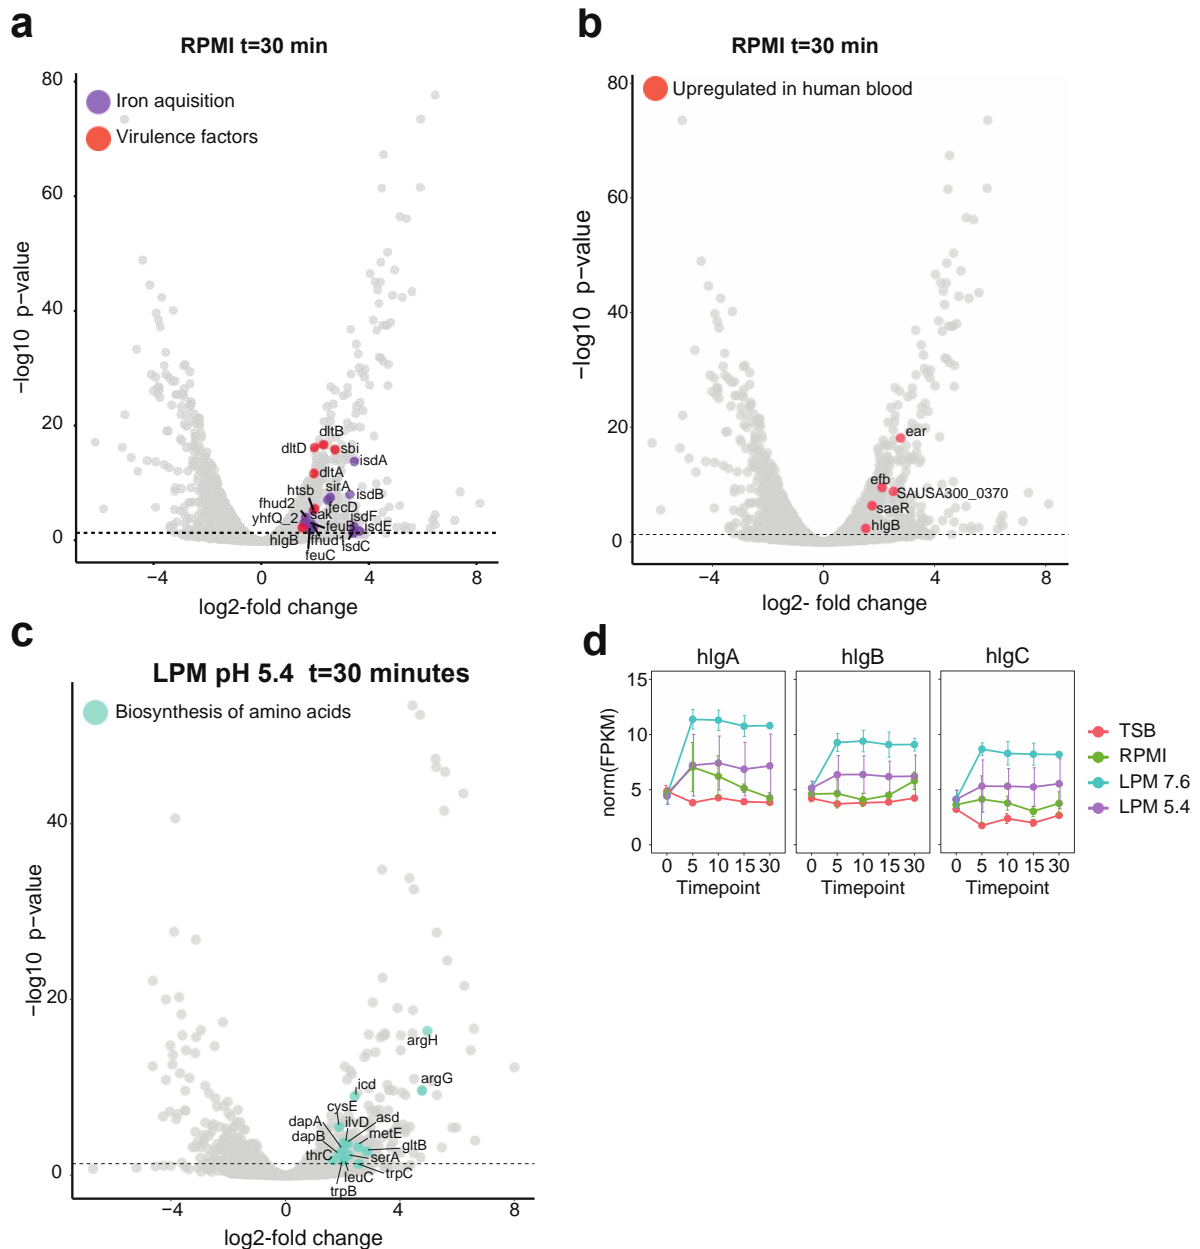 a
RPMI t=30 min
Iron aquisition
Virulence factors
80
60
40
20
0
−log10 p−value
dltB
dltD
sbi
isdA
dltA
sirA
htsb
isdB
fhud2
fecD
sak
isdF
yhfQ_2
feuB
isdE
hlgB
fhud1
isdC
feuC
−4
0
4
8
log2-fold change
b
RPMI t=30 min
Upregulated in human blood
80
60
40
20
0
−log10 p−value
ear
efb
SAUSA300_0370
saeR
hlgB
−4
0
4
8
log2- fold change
c
LPM pH 5.4 t=30 minutes
Biosynthesis of amino acids
40
20
0
−log10 p−value
argH
argG
icd
cysE
dapA
ilvD
asd
dapB
metE
gltB
thrC
serA
leuC
trpC
trpB
−4
0
4
8
log2-fold change
d
hlgA
hlgB
hlgC
15
10
5
0
norm(FPKM)
0 5 10 15 30
0 5 10 15 30
0 5 10 15 30
Timepoint
Timepoint
Timepoint
TSB
RPMI
LPM 7.6
LPM 5.4